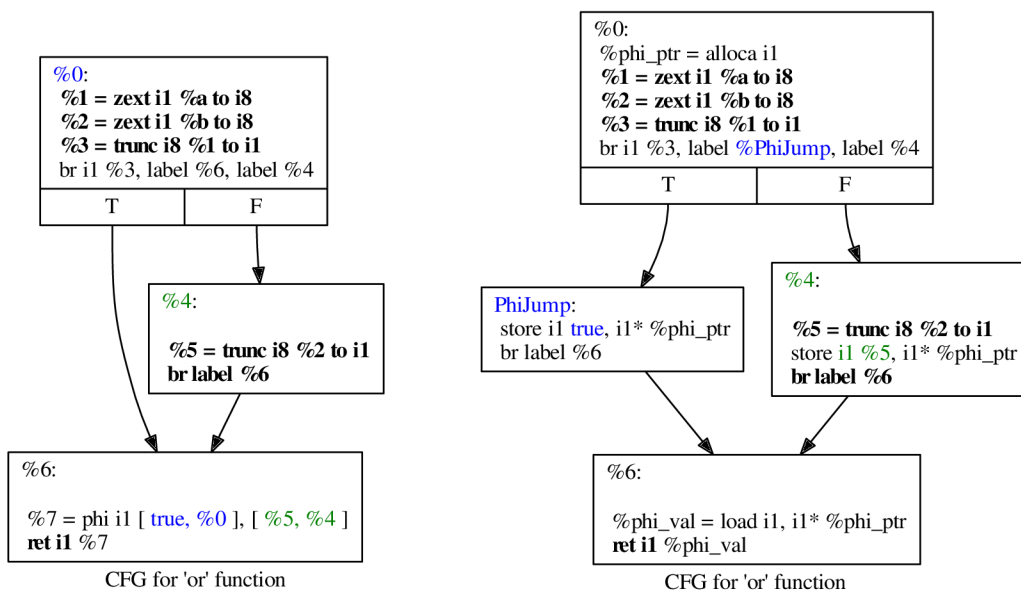 %0:
%1 = zext i1 %a to i8
%2 = zext i1 %b to i8
%3 = trunc i8 %1 to i1
br i1 %3, label %6, label %4
T
F
%4:
%5 = trunc i8 %2 to i1
br label %6
%6:
%7 = phi i1 [ true, %0 ], [ %5, %4 ]
ret i1 %7
CFG for 'or' function
%0:
%phi_ptr = alloca i1
%1 = zext i1 %a to i8
%2 = zext i1 %b to i8
%3 = trunc i8 %1 to i1
br i1 %3, label %PhiJump, label %4
T
F
PhiJump:
store i1 true, i1* %phi_ptr
br label %6
%4:
%5 = trunc i8 %2 to i1
store i1 %5, i1* %phi_ptr
br label %6
%6:
%phi_val = load i1, i1* %phi_ptr
ret i1 %phi_val
CFG for 'or' function